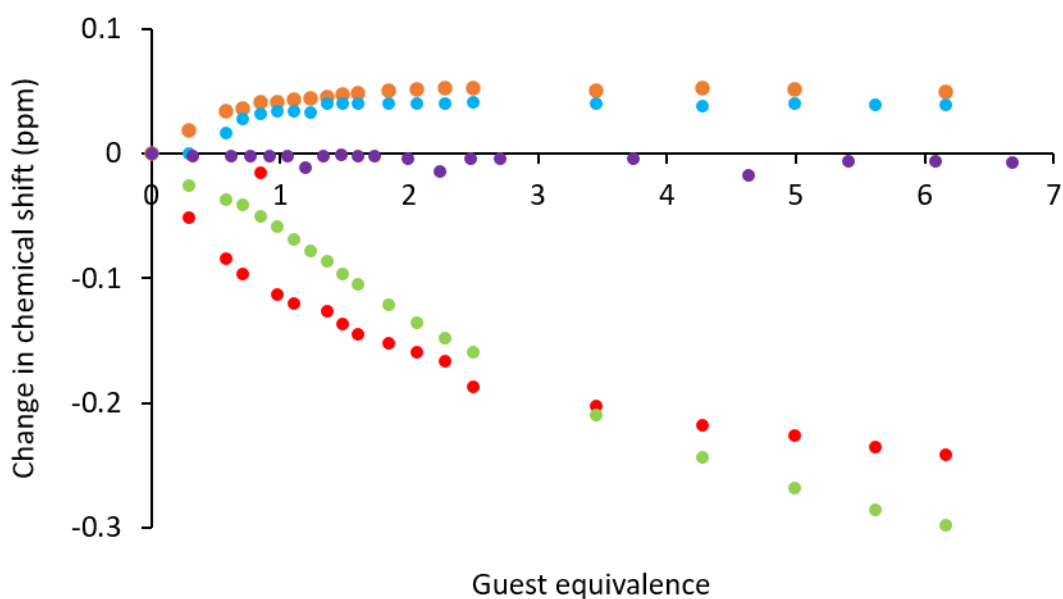 Change in chemical shift (ppm)
0.1
0
-0.1
-0.2
-0.3
0 1 2 3 4 5 6 7
Guest equivalence